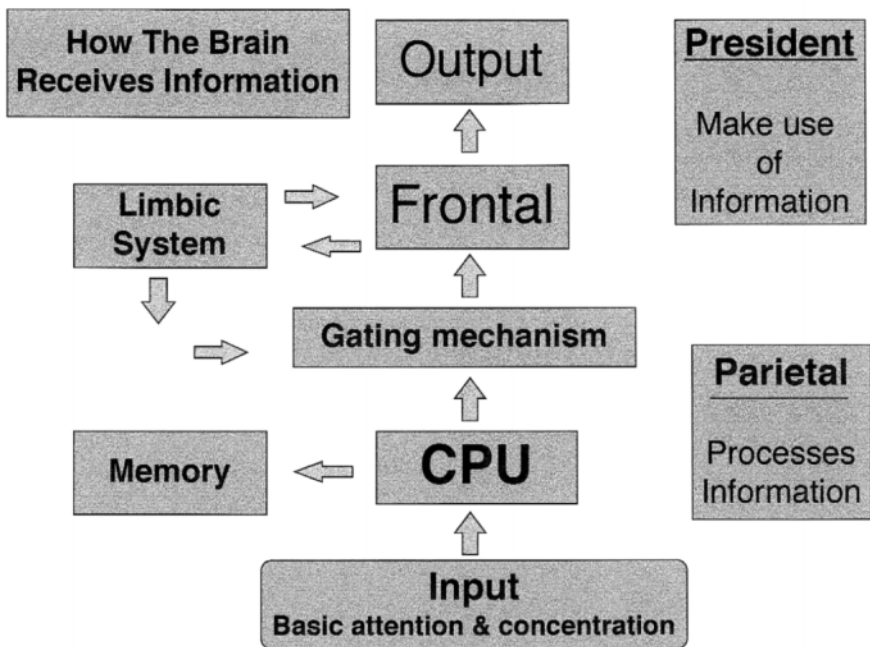 How The Brain
Receives Information
Output
President
Make use
of
Information
Limbic
System
Frontal
Gating mechanism
Parietal
Processes
Information
Memory
CPU
Input
Basic attention & concentration